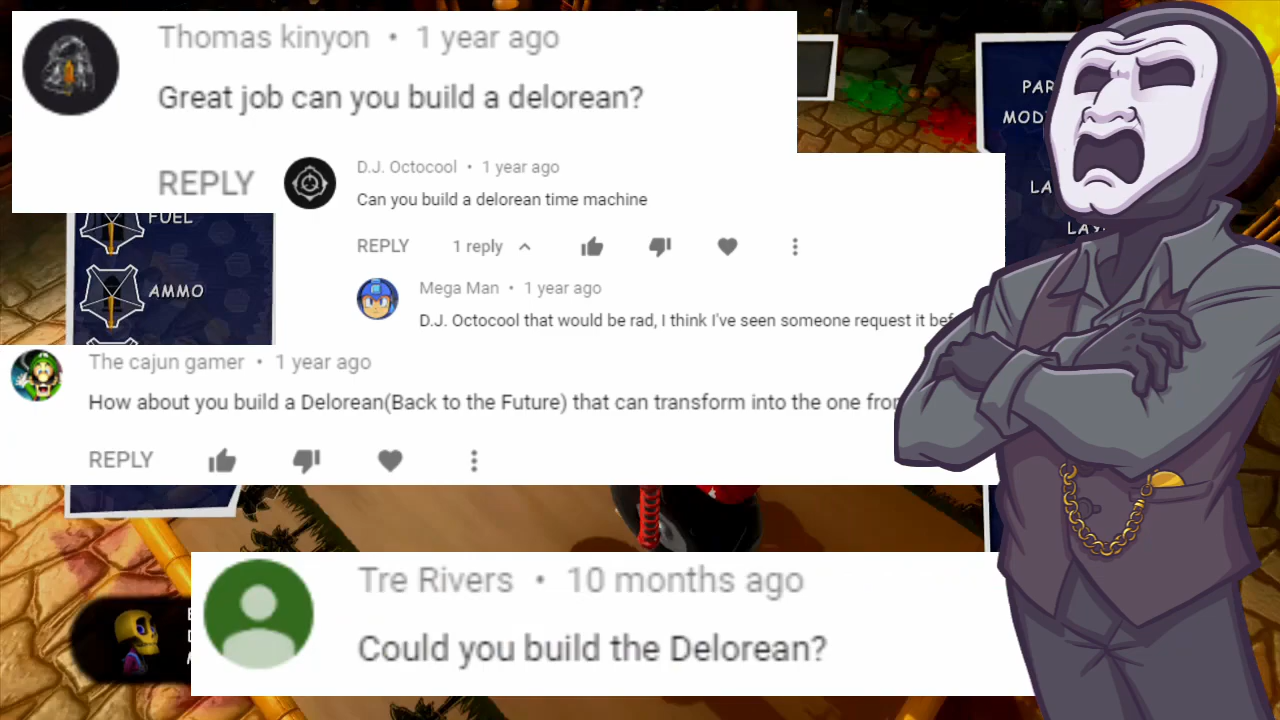 Thomas kinyon • 1 year ago
Great job can you build a delorean?
REPLY
D.J. Octocool • 1 year ago
Can you build a delorean time machine
REPLY 1 reply
Mega Man • 1 year ago
D.J. Octocool that would be rad, I think I've seen someone request it
FUEL
AMMO
The cajun gamer • 1 year ago
How about you build a Delorean(Back to the Future) that can transform into the one
REPLY
Tre Rivers • 10 months ago
Could you build the Delorean?